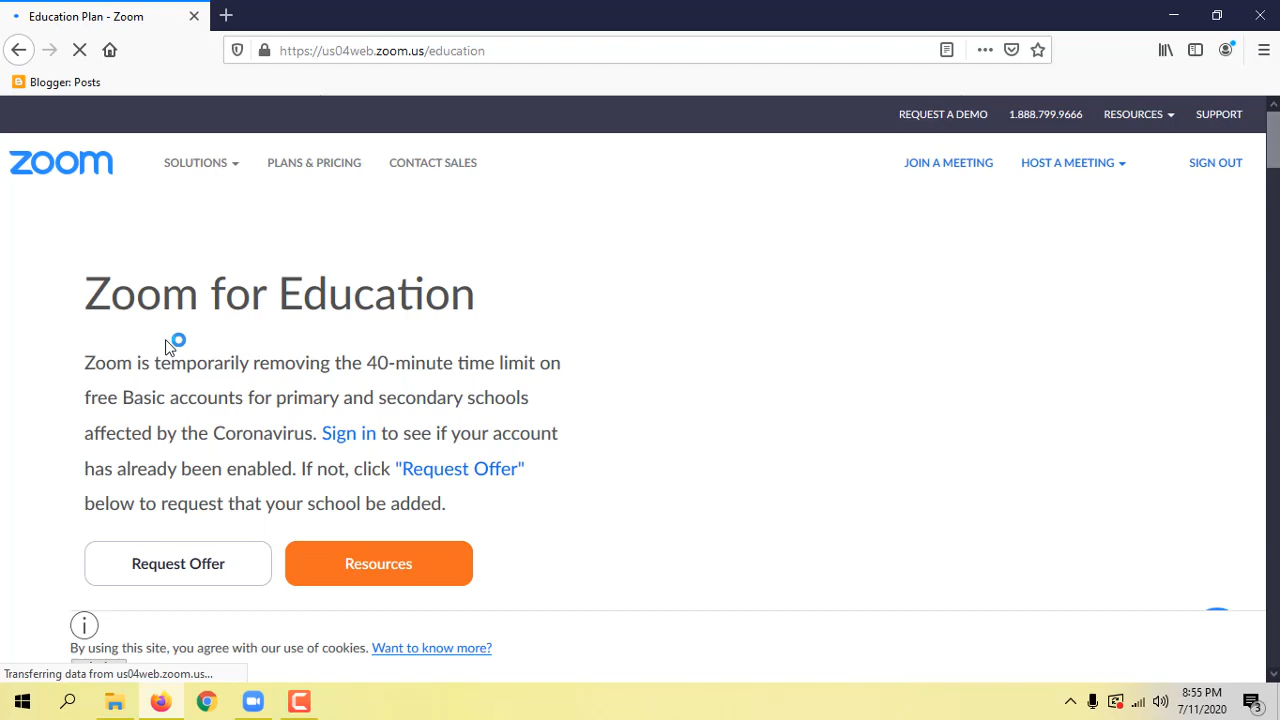 Education Plan - Zoom
https://us04web.zoom.us/education
Blogger: Posts
REQUEST A DEMO
1.888.799.9666
RESOURCES
SUPPORT
zoom
SOLUTIONS
PLANS & PRICING
CONTACT SALES
JOIN A MEETING
HOST A MEETING
SIGN OUT
Zoom for Education
Zoom is temporarily removing the 40-minute time limit on
free Basic accounts for primary and secondary schools
affected by the Coronavirus. Sign in to see if your account
has already been enabled. If not, click "Request Offer"
below to request that your school be added.
Request Offer
Resources
By using this site, you agree with our use of cookies. Want to know more?
Transferring data from us04web.zoom.us...
8:55 PM
7/11/2020
3